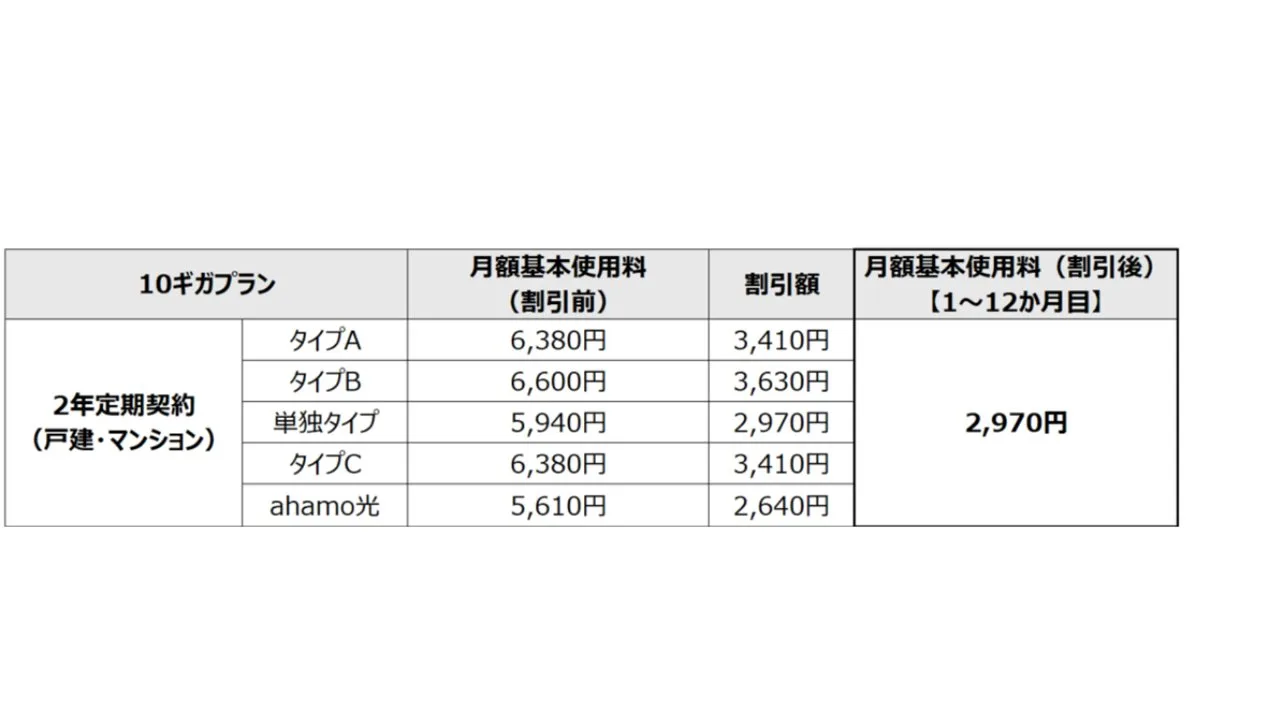 10ギガプラン
月額基本使用料
（割引前）
割引額
月額基本使用料（割引後）
【1～12か月目】
2年定期契約
（戸建・マンション）
タイプA
6,380円
3,410円
タイプB
6,600円
3,630円
単独タイプ
5,940円
2,970円
2,970円
タイプC
6,380円
3,410円
ahamo光
5,610円
2,640円